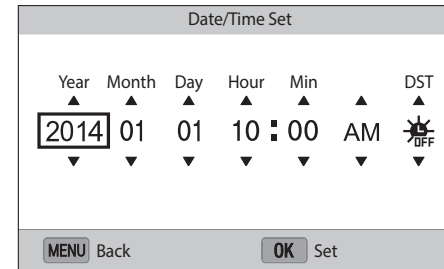 Date/Time Set
Year Month Day Hour Min DST
2014 01 01 10 : 00 AM OFF
MENU Back OK Set